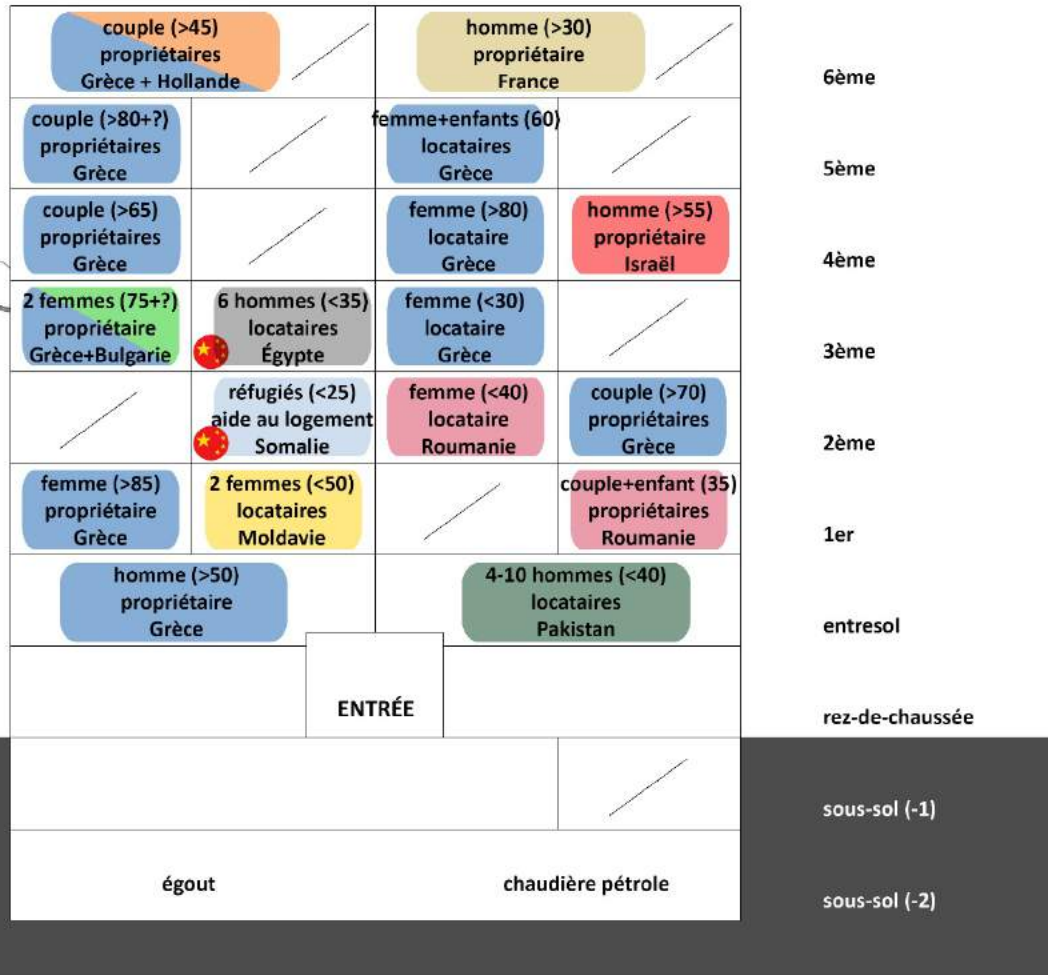 couple (>45)
propriétaires
Grèce + Hollande
homme (>30)
propriétaire
France
6ème
couple (>80+?)
propriétaires
Grèce
femme+enfants (60)
locataires
Grèce
5ème
couple (>65)
propriétaires
Grèce
femme (>80)
locataire
Grèce
homme (>55)
propriétaire
Israël
4ème
2 femmes (75+?)
propriétaire
Grèce+Bulgarie
6 hommes (<35)
locataires
Égypte
femme (<30)
locataire
Grèce
3ème
réfugiés (<25)
aide au logement
Somalie
femme (<40)
locataire
Roumanie
couple (>70)
propriétaires
Grèce
2ème
femme (>85)
propriétaire
Grèce
2 femmes (<50)
locataires
Moldavie
couple+enfant (35)
propriétaires
Roumanie
1er
homme (>50)
propriétaire
Grèce
4-10 hommes (<40)
locataires
Pakistan
entresol
ENTRÉE
rez-de-chaussée
sous-sol (-1)
égout
chaudière pétrole
sous-sol (-2)